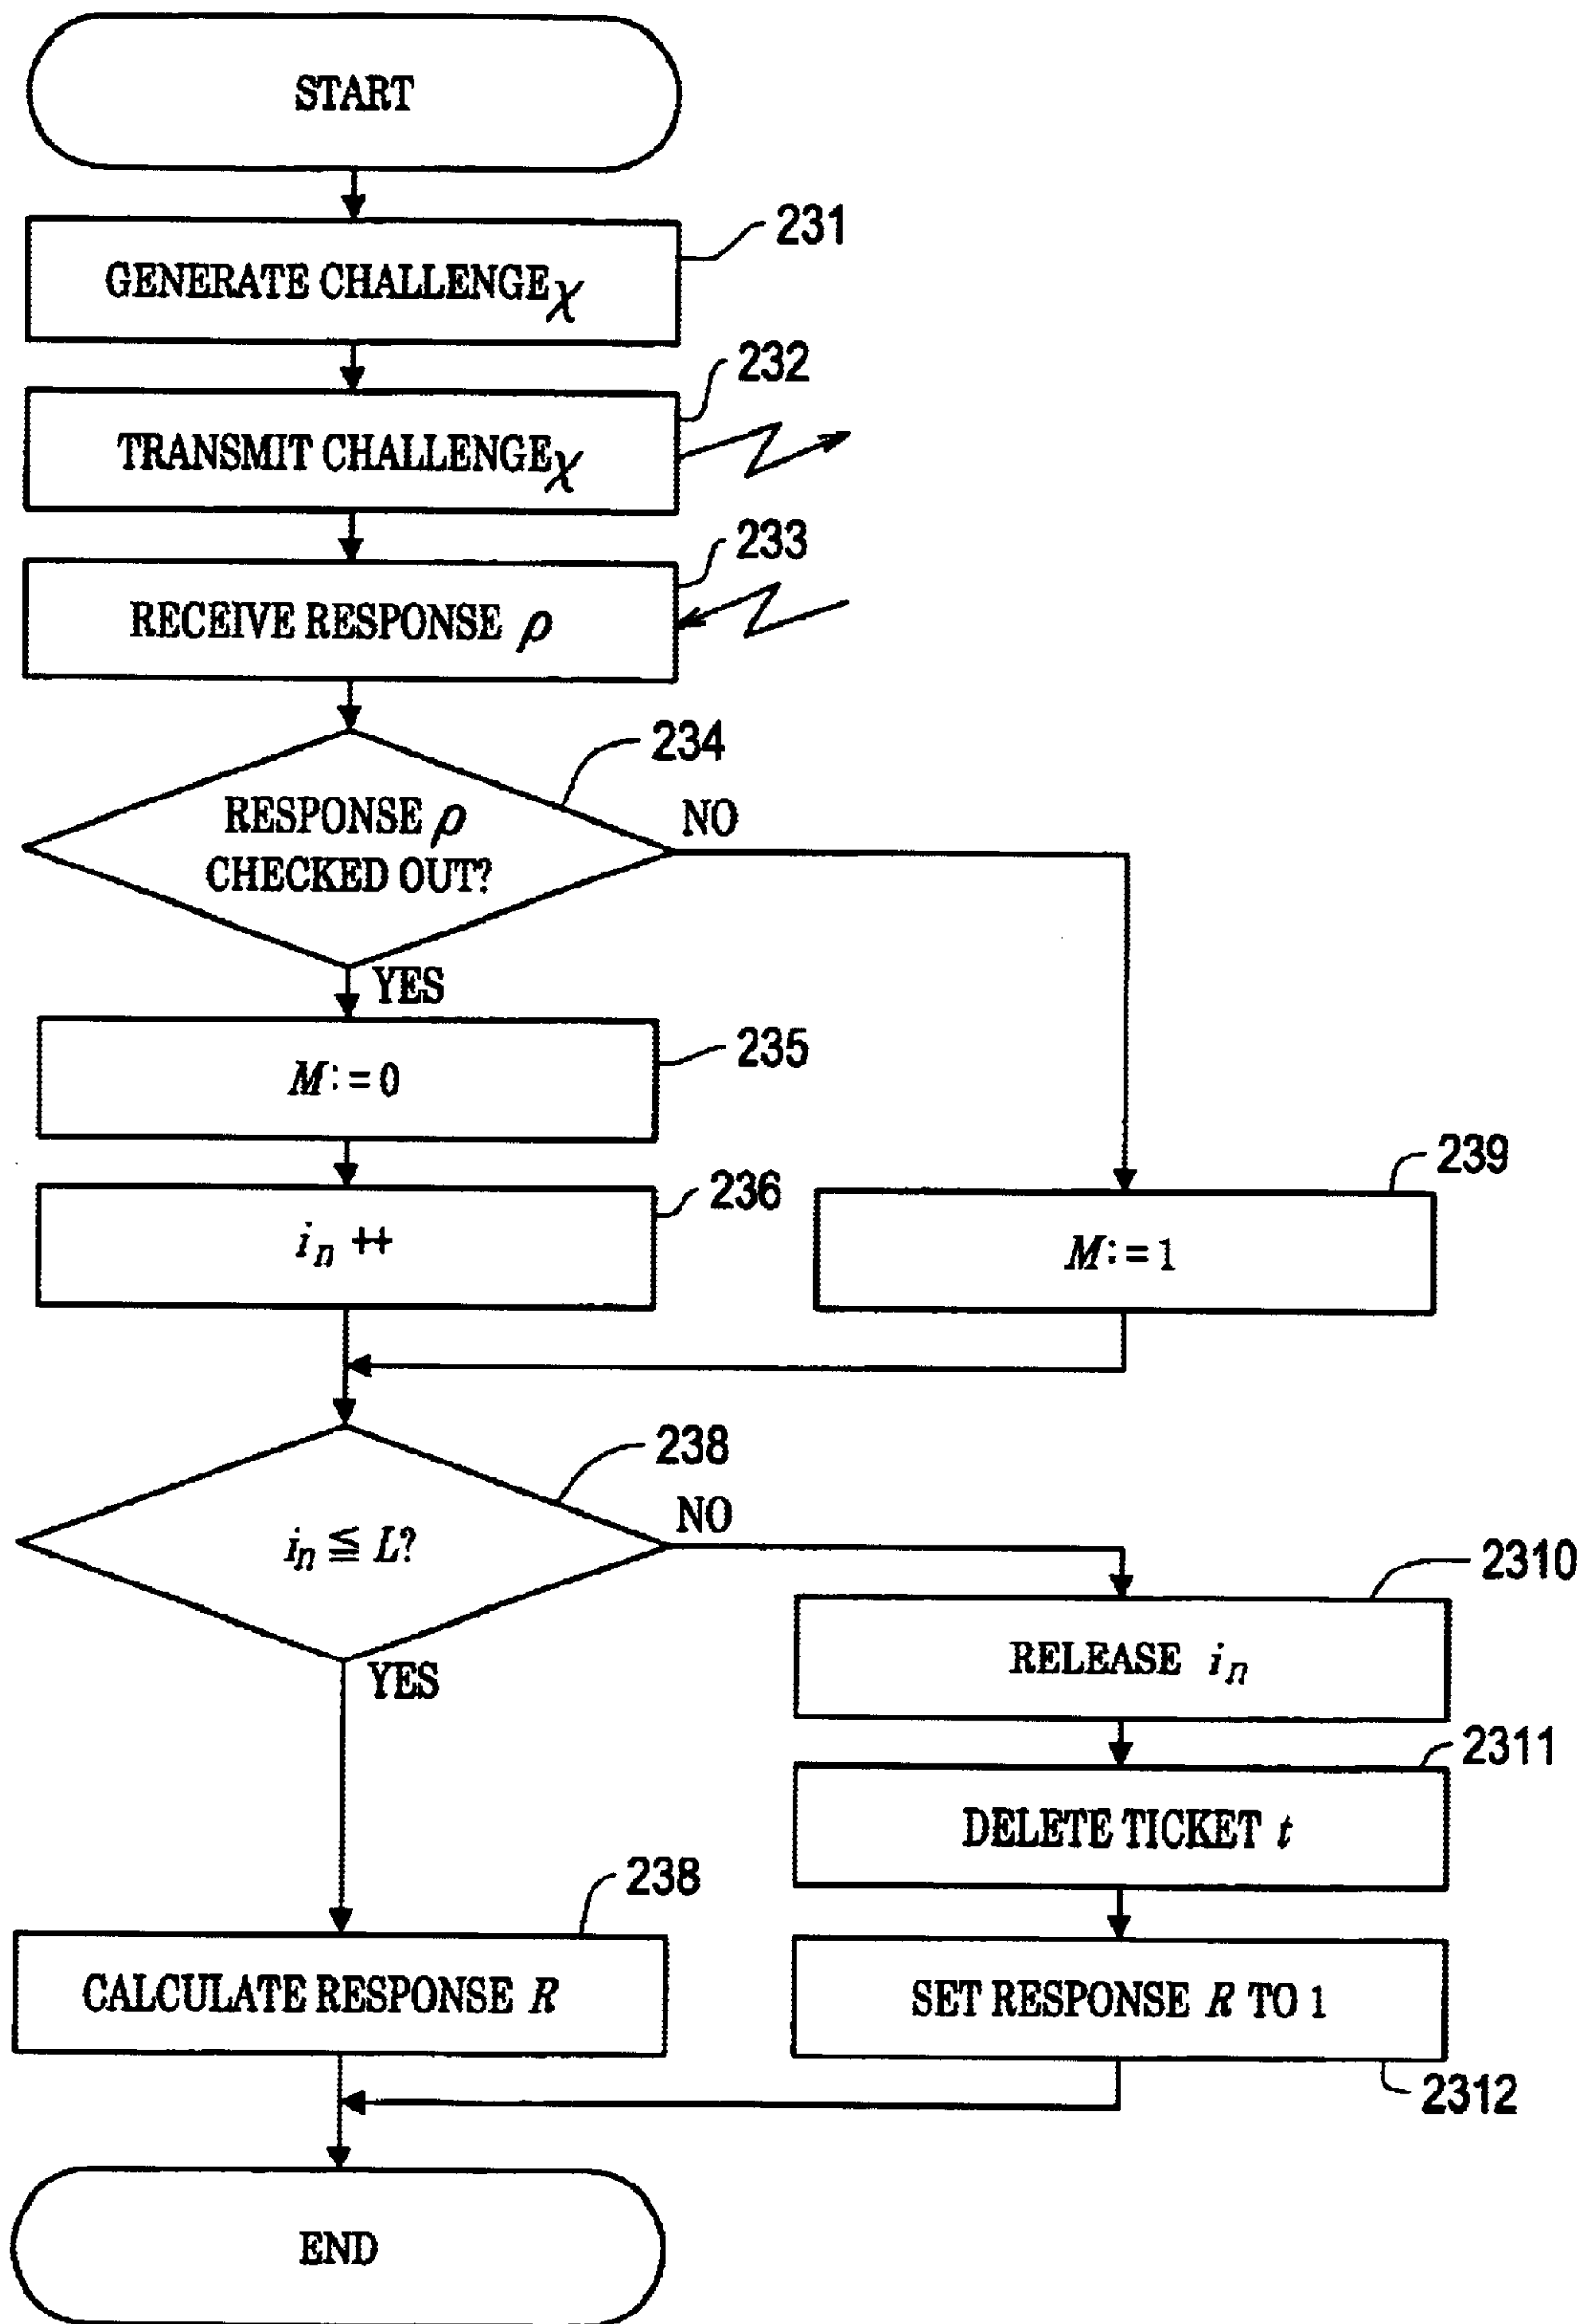 START
231
GENERATE CHALLENGE χ
232
TRANSMIT CHALLENGE χ
233
RECEIVE RESPONSE ρ
234
RESPONSE ρ
CHECKED OUT?
NO
YES
235
M:=0
239
236
i_n ++
M:=1
238
i_n ≦ L?
NO
2310
YES
RELEASE i_n
2311
DELETE TICKET t
238
CALCULATE RESPONSE R
SET RESPONSE R TO 1
2312
END